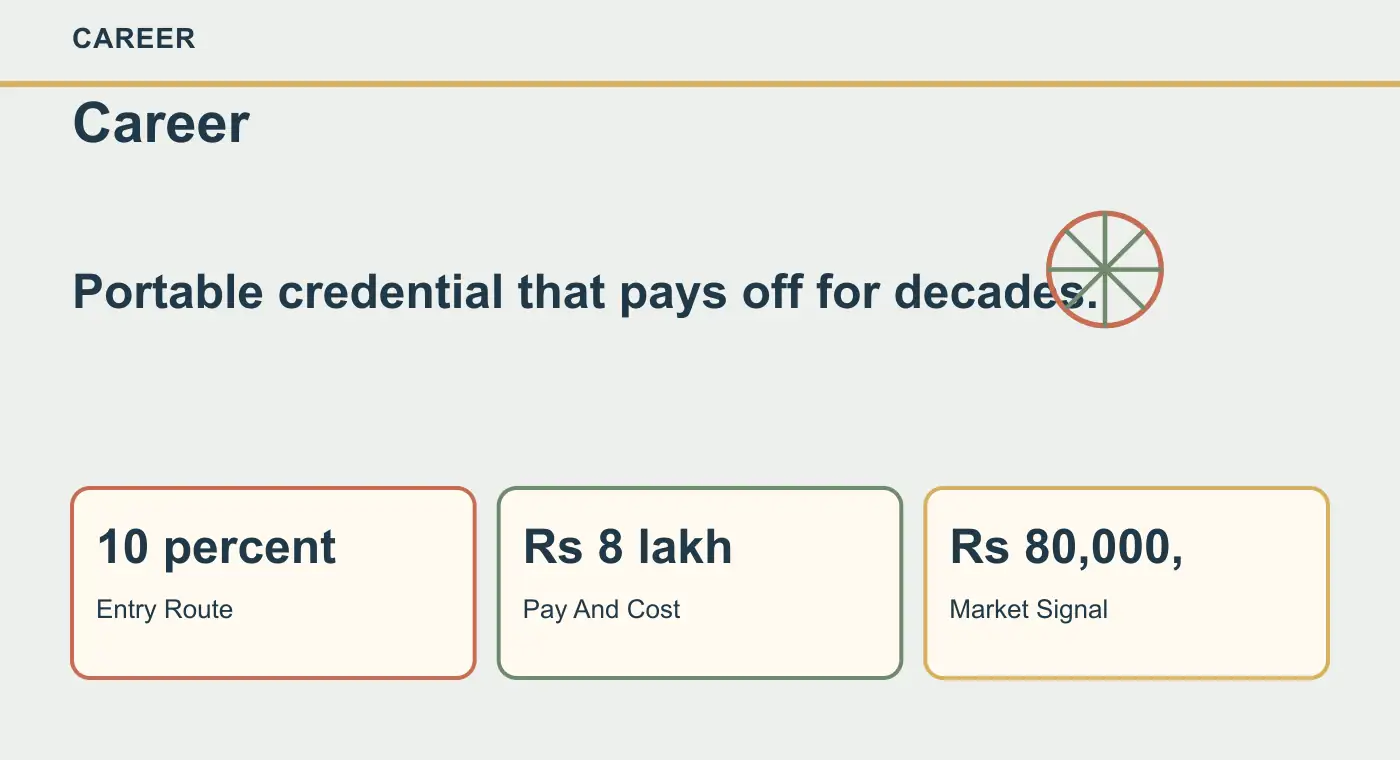 CAREER
Career
Portable credential that pays off for decades.
10 percent
Entry Route
Rs 8 lakh
Pay And Cost
Rs 80,000,
Market Signal